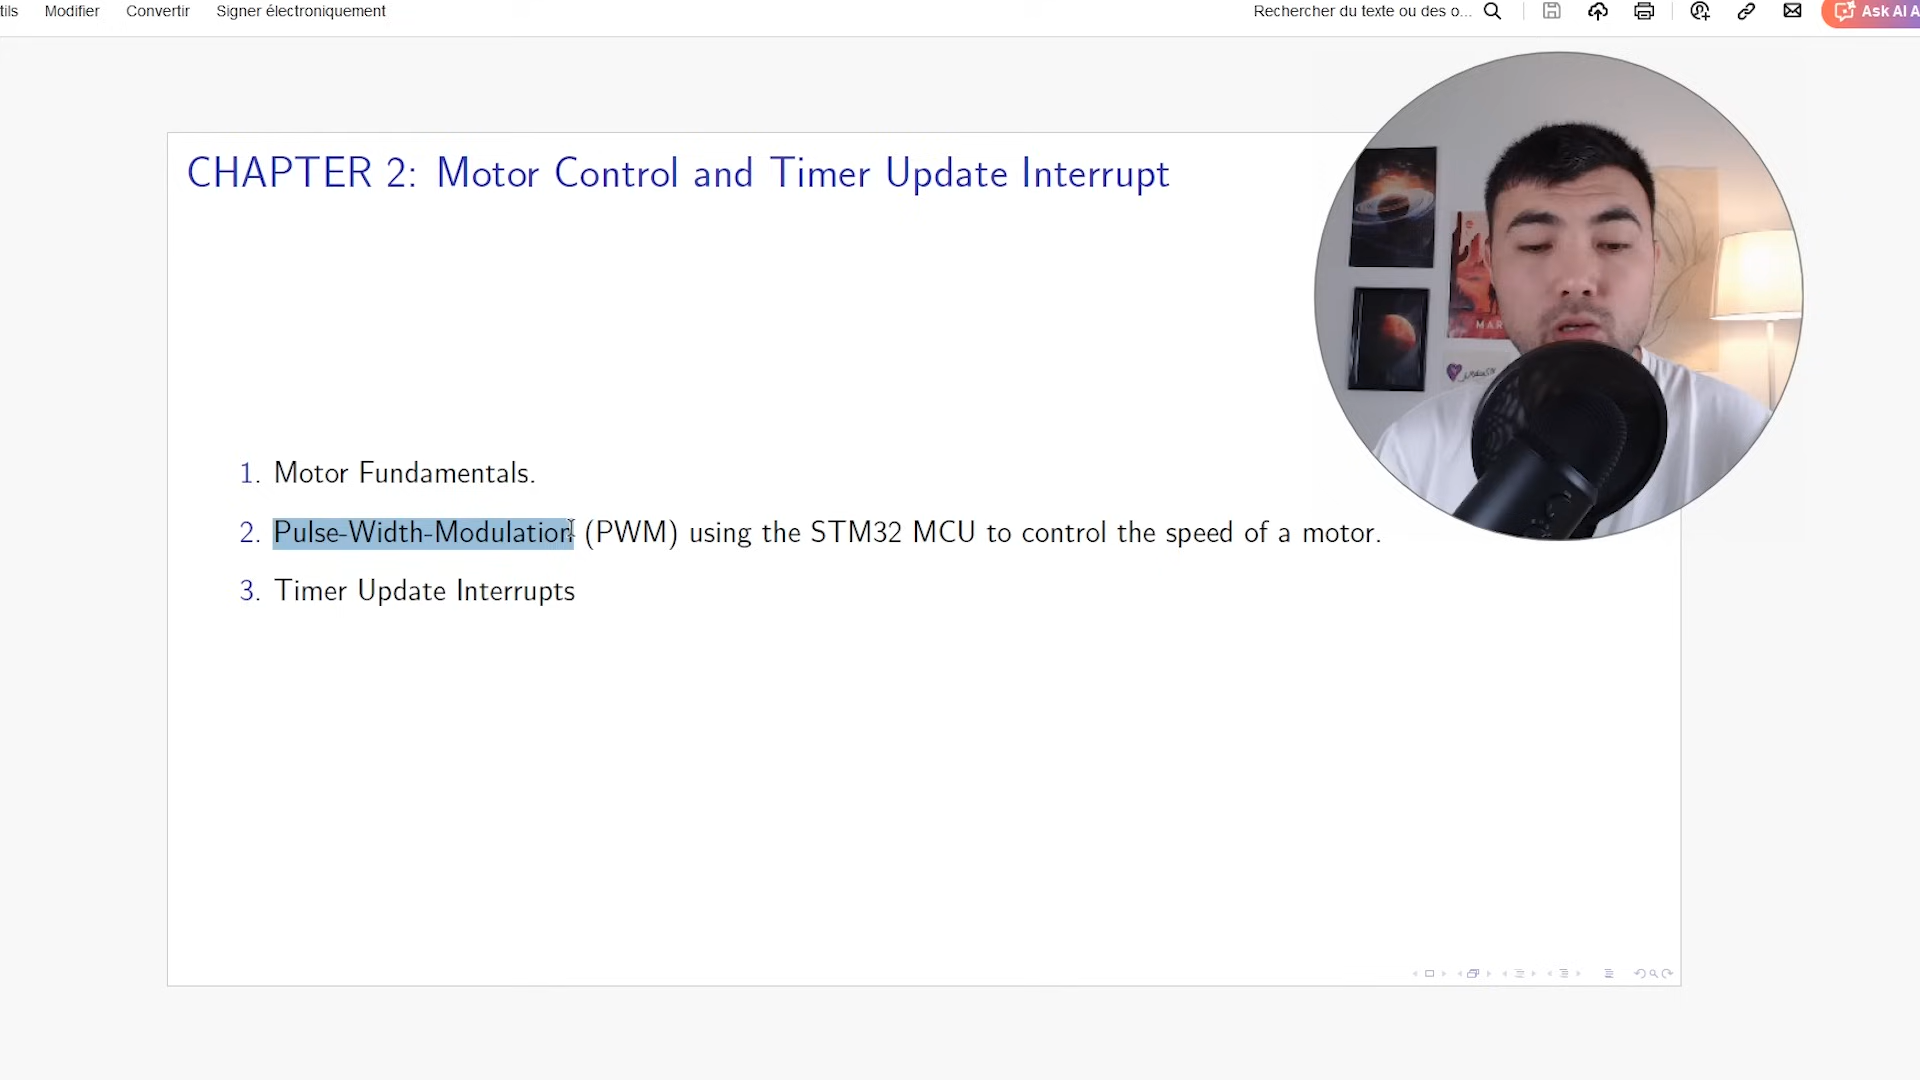 Modifier Convertir Signer électroniquement Rechercher du texte ou des o... Ask AI A
CHAPTER 2: Motor Control and Timer Update Interrupt
1. Motor Fundamentals.
2. Pulse-Width-Modulation (PWM) using the STM32 MCU to control the speed of a motor.
3. Timer Update Interrupts
MAR